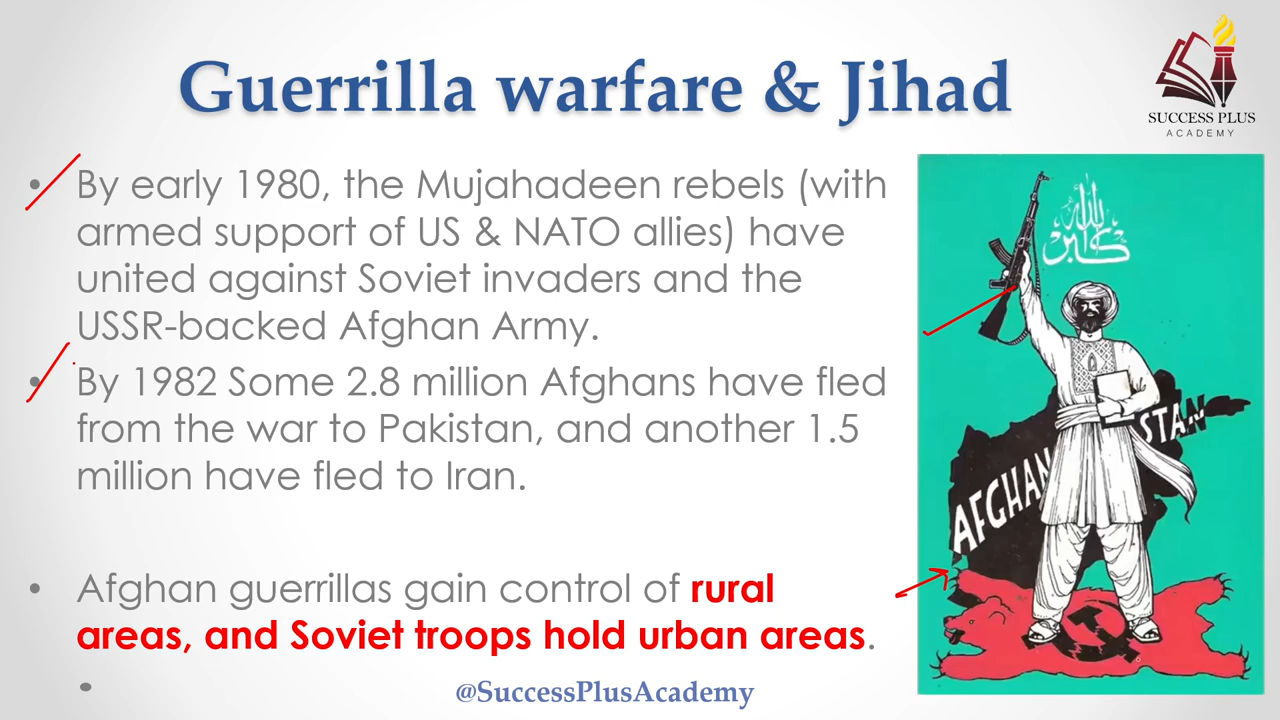 Guerrilla warfare & Jihad
SUCCESS PLUS
ACADEMY
• By early 1980, the Mujahadeen rebels (with
armed support of US & NATO allies) have
united against Soviet invaders and the
USSR-backed Afghan Army.
• By 1982 Some 2.8 million Afghans have fled
from the war to Pakistan, and another 1.5
million have fled to Iran.
• Afghan guerrillas gain control of rural
areas, and Soviet troops hold urban areas.
•
الله اكبر
AFGHANISTAN
@SuccessPlusAcademy